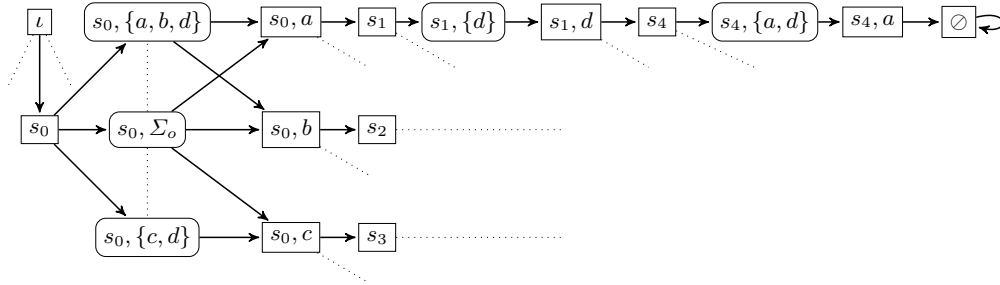 ι s₀, {a, b, d} s₀, a s₁ s₁, {d} s₁, d s₄ s₄, {a, d} s₄, a ⊘
s₀ s₀, Σₒ s₀, b s₂
s₀, {c, d} s₀, c s₃